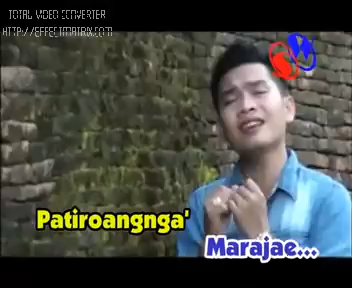 TOTAL VIDEO CONVERTER
HTTP://EFFECTMATRIX.COM
Patiroangnga'
Marajae...